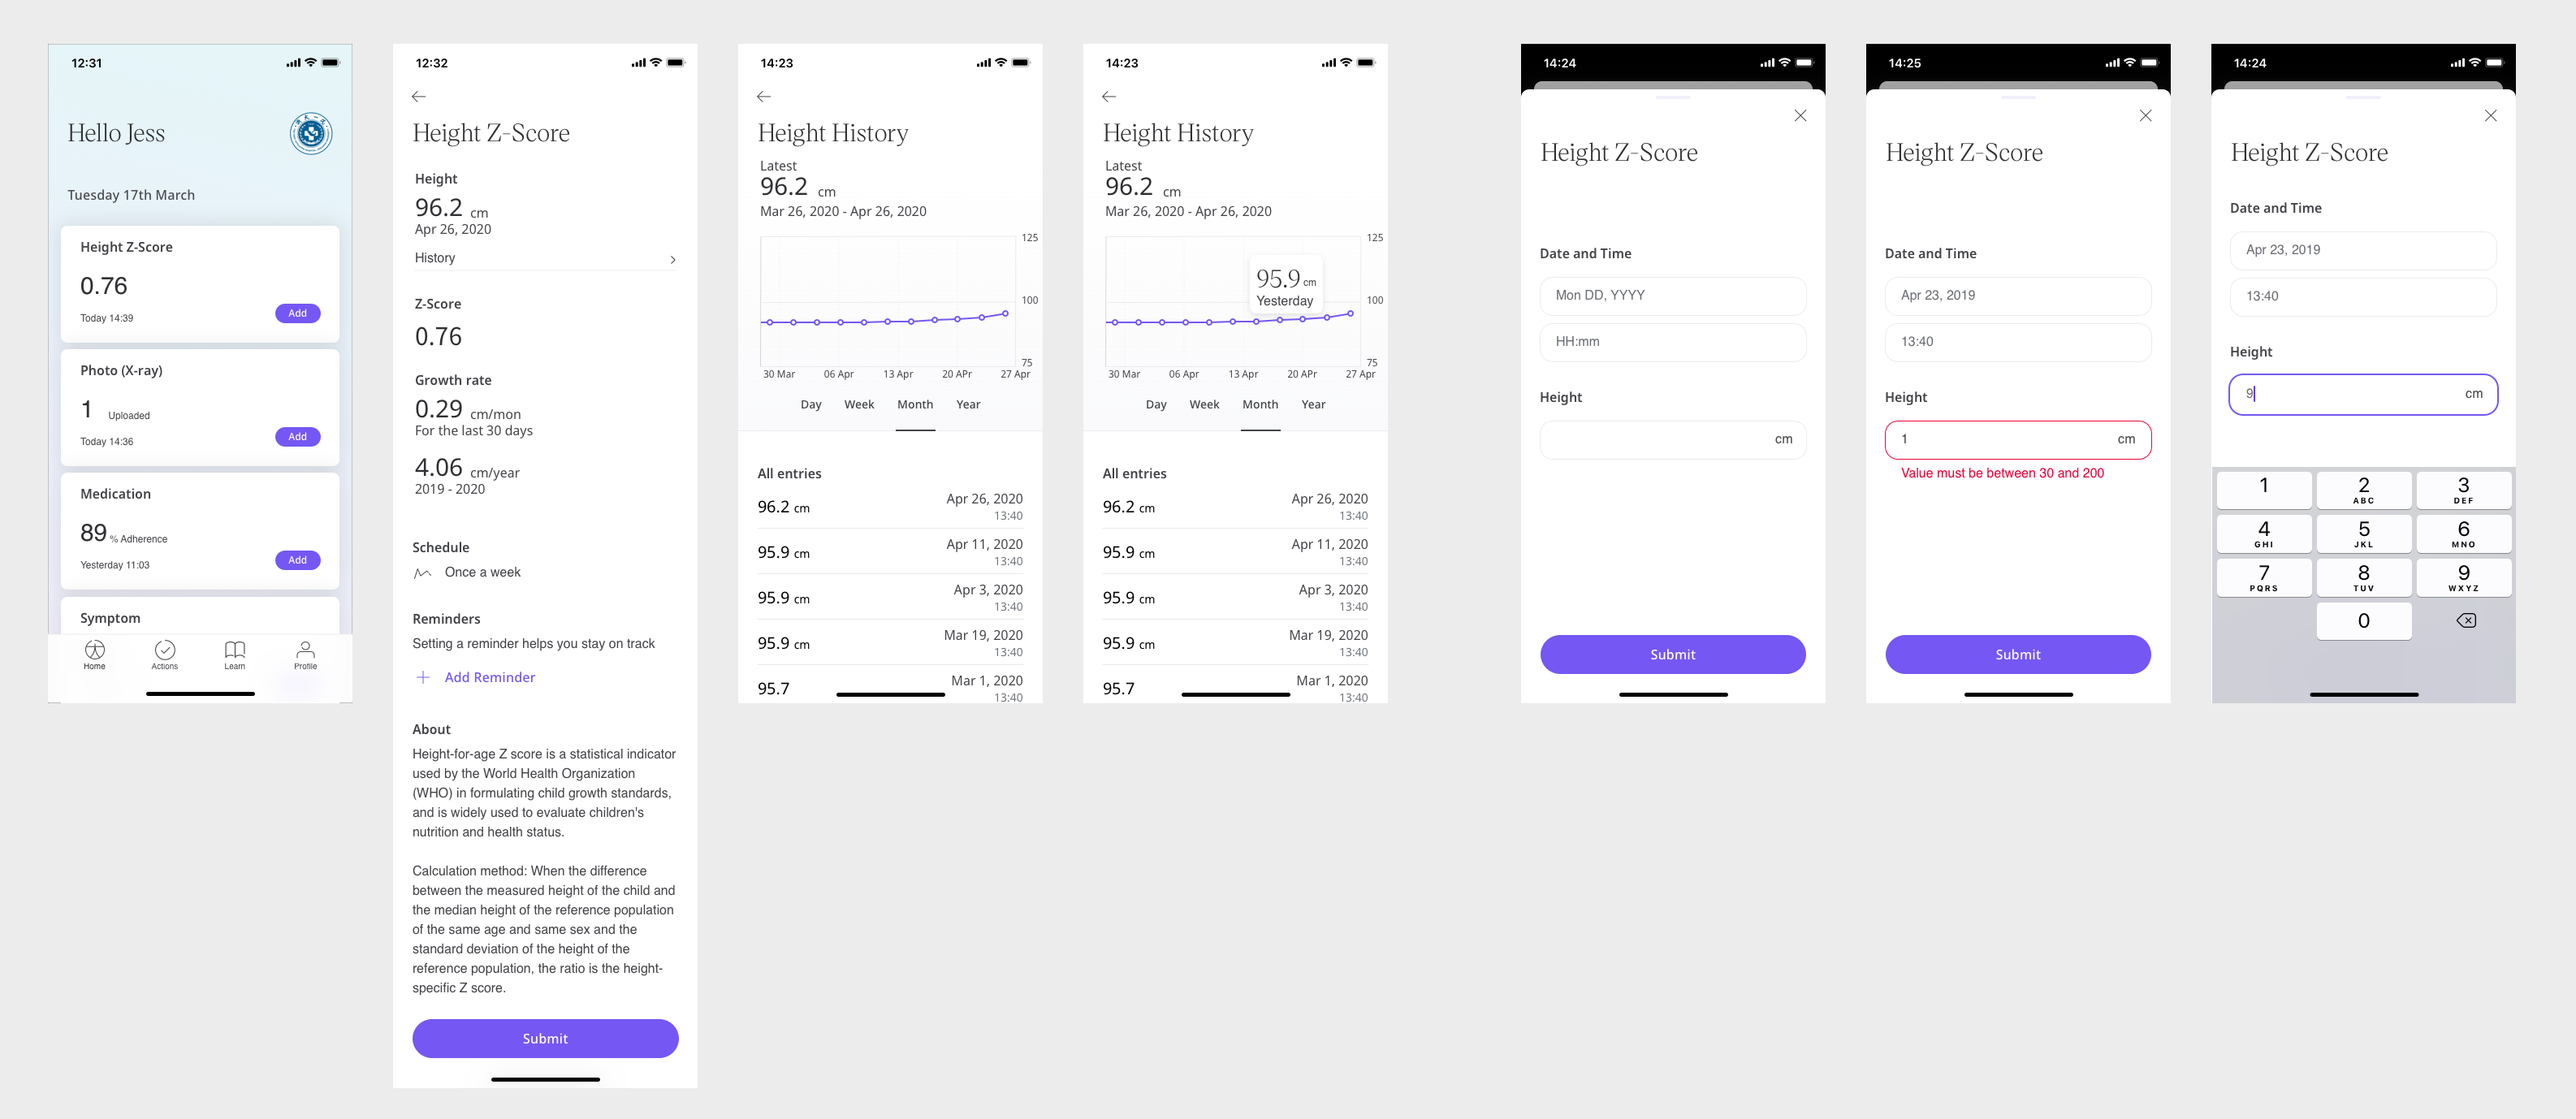 12:31
Hello Jess
Tuesday 17th March
Height Z-Score
0.76
Today 14:39
Add
Photo (X-ray)
1 Uploaded
Today 14:36
Add
Medication
89 % Adherence
Yesterday 11:03
Add
Symptom
Home Actions Learn Profile
12:32
Height Z-Score
Height
96.2 cm
Apr 26, 2020
History
Z-Score
0.76
Growth rate
0.29 cm/mon
For the last 30 days
4.06 cm/year
2019 - 2020
Schedule
Once a week
Reminders
Setting a reminder helps you stay on track
Add Reminder
About
Height-for-age Z score is a statistical indicator
used by the World Health Organization
(WHO) in formulating child growth standards,
and is widely used to evaluate children's
nutrition and health status.
Calculation method: When the difference
between the measured height of the child and
the median height of the reference population
of the same age and same sex and the
standard deviation of the height of the
reference population, the ratio is the height-
specific Z score.
Submit
14:23
Height History
Latest
96.2 cm
Mar 26, 2020 - Apr 26, 2020
125
100
75
30 Mar 06 Apr 13 Apr 20 APr 27 Apr
Day Week Month Year
All entries
96.2 cm Apr 26, 2020
13:40
95.9 cm Apr 11, 2020
13:40
95.9 cm Apr 3, 2020
13:40
95.9 cm Mar 19, 2020
13:40
95.7 Mar 1, 2020
13:40
14:23
Height History
Latest
96.2 cm
Mar 26, 2020 - Apr 26, 2020
125
95.9 cm
Yesterday
100
75
30 Mar 06 Apr 13 Apr 20 APr 27 Apr
Day Week Month Year
All entries
96.2 cm Apr 26, 2020
13:40
95.9 cm Apr 11, 2020
13:40
95.9 cm Apr 3, 2020
13:40
95.9 cm Mar 19, 2020
13:40
95.7 Mar 1, 2020
13:40
14:24
Height Z-Score
Date and Time
Mon DD, YYYY
HH:mm
Height
cm
Submit
14:25
Height Z-Score
Date and Time
Apr 23, 2019
13:40
Height
1 cm
Value must be between 30 and 200
Submit
14:24
Height Z-Score
Date and Time
Apr 23, 2019
13:40
Height
9 cm
1 2 3
ABC DEF
4 5 6
GHI JKL MNO
7 8 9
PQRS TUV WXYZ
0